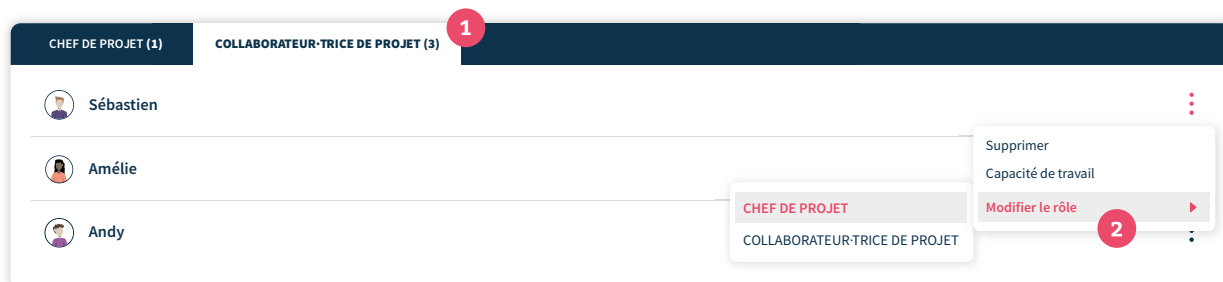 CHEF DE PROJET (1)
COLLABORATEUR·TRICE DE PROJET (3)
1
Sébastien
Supprimer
Capacité de travail
Modifier le rôle
2
Amélie
CHEF DE PROJET
COLLABORATEUR·TRICE DE PROJET
Andy